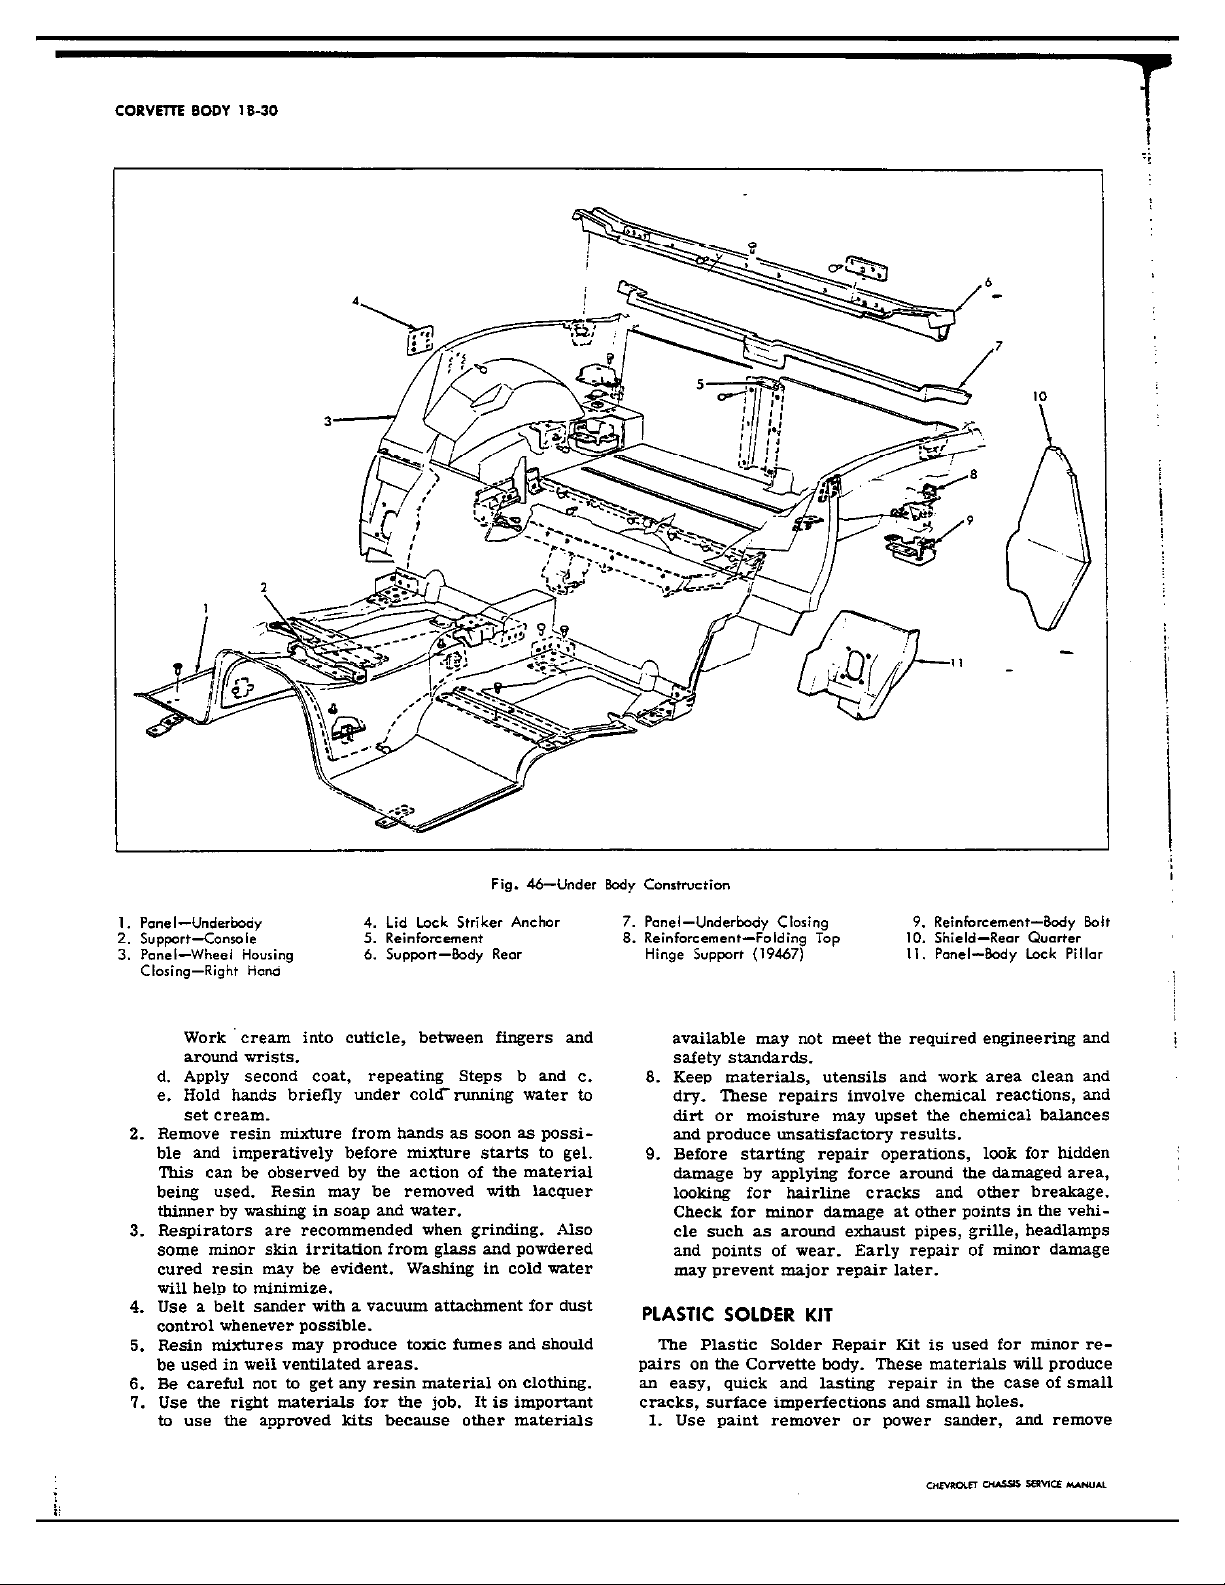 CORVETTE BODY 1B-30
4
6
7
5
3
10
8
9
2
1
11
Fig. 46—Under Body Construction
1. Panel—Underbody
2. Support—Console
3. Panel—Wheel Housing
Closing—Right Hand
4. Lid Lock Striker Anchor
5. Reinforcement
6. Support—Body Rear
7. Panel—Underbody Closing
8. Reinforcement—Folding Top
Hinge Support (19467)
9. Reinforcement—Body Bolt
10. Shield—Rear Quarter
11. Panel—Body Lock Pillar
Work cream into cuticle, between fingers and
around wrists.
d. Apply second coat, repeating Steps b and c.
e. Hold hands briefly under cold running water to
set cream.
2. Remove resin mixture from hands as soon as possi-
ble and imperatively before mixture starts to gel.
This can be observed by the action of the material
being used. Resin may be removed with lacquer
thinner by washing in soap and water.
3. Respirators are recommended when grinding. Also
some minor skin irritation from glass and powdered
cured resin may be evident. Washing in cold water
will help to minimize.
4. Use a belt sander with a vacuum attachment for dust
control whenever possible.
5. Resin mixtures may produce toxic fumes and should
be used in well ventilated areas.
6. Be careful not to get any resin material on clothing.
7. Use the right materials for the job. It is important
to use the approved kits because other materials
available may not meet the required engineering and
safety standards.
8. Keep materials, utensils and work area clean and
dry. These repairs involve chemical reactions, and
dirt or moisture may upset the chemical balances
and produce unsatisfactory results.
9. Before starting repair operations, look for hidden
damage by applying force around the damaged area,
looking for hairline cracks and other breakage.
Check for minor damage at other points in the vehi-
cle such as around exhaust pipes, grille, headlamps
and points of wear. Early repair of minor damage
may prevent major repair later.
PLASTIC SOLDER KIT
The Plastic Solder Repair Kit is used for minor re-
pairs on the Corvette body. These materials will produce
an easy, quick and lasting repair in the case of small
cracks, surface imperfections and small holes.
1. Use paint remover or power sander, and remove
CHEVROLET CHASSIS SERVICE MANUAL